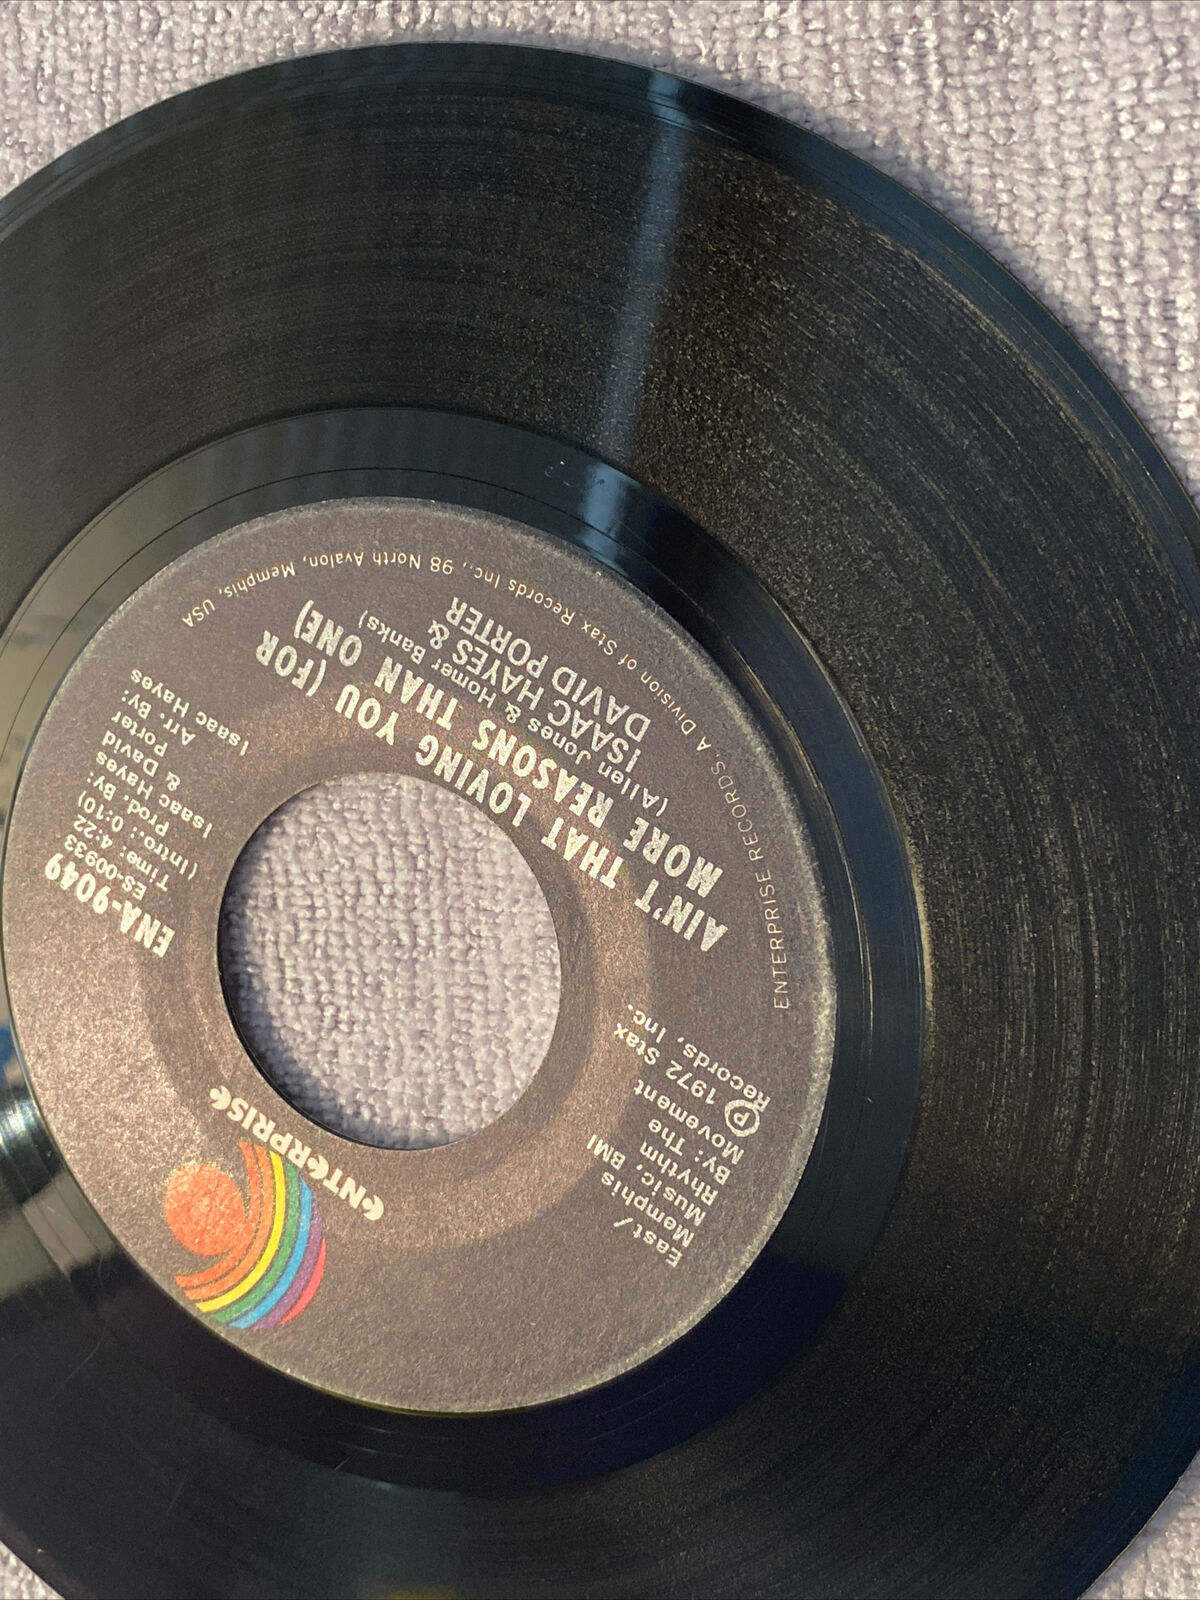 ENTERPRISE
East/
Memphis
Music, BMI
Rhythm
By: The
Movement
Ⓟ 1972 Stax
Records, Inc.
ENA-9049
ES-00933
Time: 4:22
(Intro.: 0:10)
Prod. By:
Isaac Hayes
& David
Porter
Arr. By:
Isaac Hayes
AIN'T THAT LOVING YOU (FOR
MORE REASONS THAN ONE)
(Allen Jones & Homer Banks)
ISAAC HAYES &
DAVID PORTER
ENTERPRISE RECORDS, A Division of Stax Records Inc., 98 North Avalon, Memphis, USA